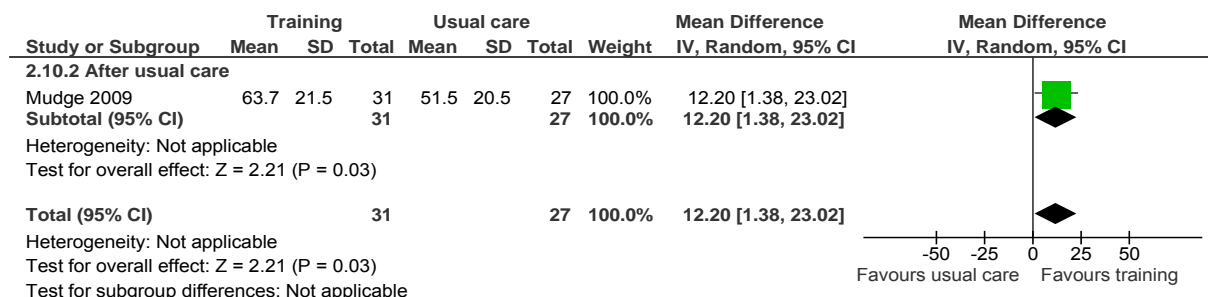 Training Usual care Mean Difference Mean Difference
Study or Subgroup Mean SD Total Mean SD Total Weight IV, Random, 95% CI IV, Random, 95% CI
2.10.2 After usual care
Mudge 2009 63.7 21.5 31 51.5 20.5 27 100.0% 12.20 [1.38, 23.02]
Subtotal (95% CI) 31 27 100.0% 12.20 [1.38, 23.02]
Heterogeneity: Not applicable
Test for overall effect: Z = 2.21 (P = 0.03)
Total (95% CI) 31 27 100.0% 12.20 [1.38, 23.02]
Heterogeneity: Not applicable
Test for overall effect: Z = 2.21 (P = 0.03)
Test for subgroup differences: Not applicable
-50 -25 0 25 50
Favours usual care Favours training